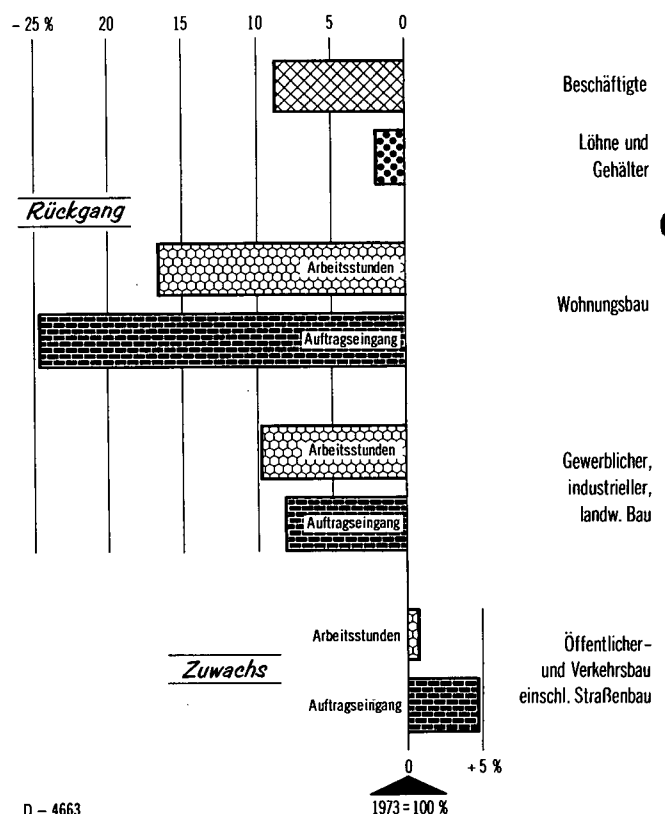 - 25 % 20 15 10 5 0
Beschäftigte
Löhne und
Gehälter
Rückgang
Arbeitsstunden
Wohnungsbau
Auftragseingang
Arbeitsstunden
Gewerblicher,
industrieller,
landw. Bau
Auftragseingang
Arbeitsstunden
Zuwachs
Öffentlicher-
und Verkehrsbau
einschl. Straßenbau
Auftragseingang
0 + 5 %
D - 4663
1973 = 100 %